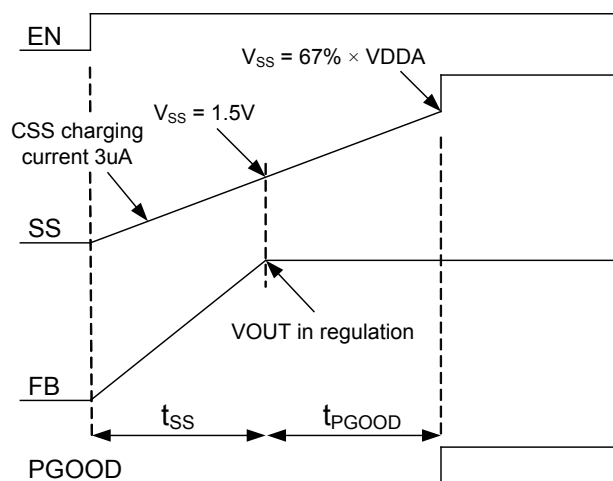 EN
V_SS = 67% × VDDA
V_SS = 1.5V
CSS charging
current 3uA
SS
VOUT in regulation
FB
t_SS
t_PGOOD
PGOOD